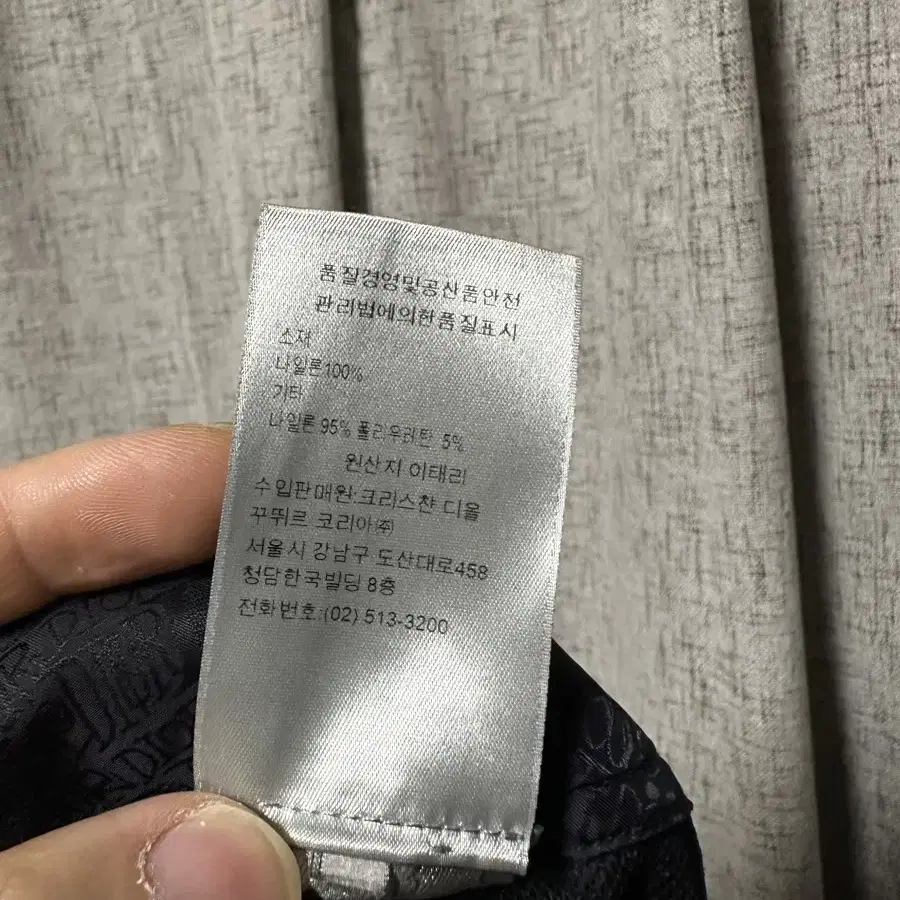 품질경영및공산품안전
관리법에의한품질표시
소재
나일론100%
기타
나일론 95% 폴리우레탄 5%
원산지 이태리
수입판매원:크리스챤 디올
꾸뛰르 코리아㈜
서울시 강남구 도산대로458
청담한국빌딩 8층
전화번호:(02) 513-3200
DIOR